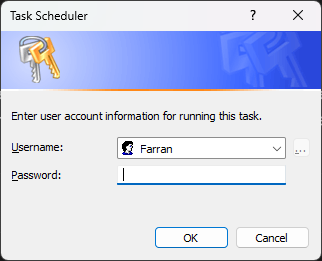 Task Scheduler
Enter user account information for running this task.
Username:
Farran
...
Password:
OK
Cancel